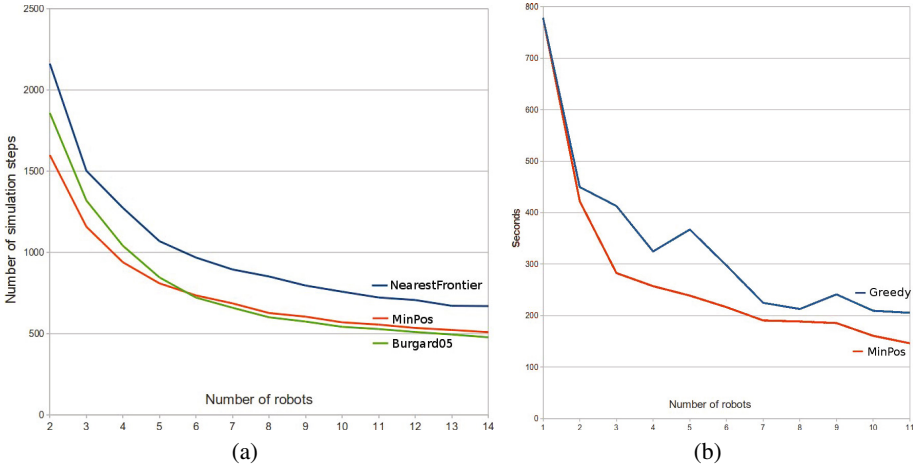 2500
2000
1500
1000
500
0
Number of simulation steps
NearestFrontier
MinPos
Burgard05
Number of robots
2 3 4 5 6 7 8 9 10 11 12 13 14
(a)
800
700
600
500
400
300
200
100
0
Seconds
Greedy
MinPos
Number of robots
1 2 3 4 5 6 7 8 9 10 11
(b)